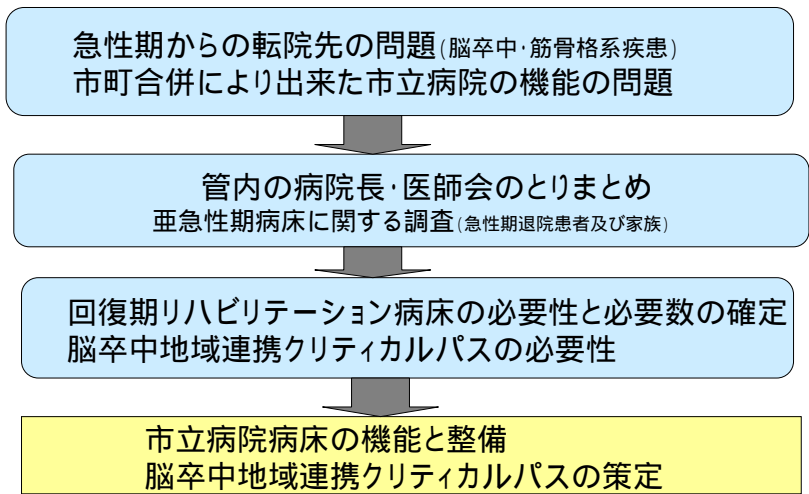 急性期からの転院先の問題(脳卒中・筋骨格系疾患)
市町合併により出来た市立病院の機能の問題
管内の病院長・医師会のとりまとめ
亜急性期病床に関する調査(急性期退院患者及び家族)
回復期リハビリテーション病床の必要性と必要数の確定
脳卒中地域連携クリティカルパスの必要性
市立病院病床の機能と整備
脳卒中地域連携クリティカルパスの策定